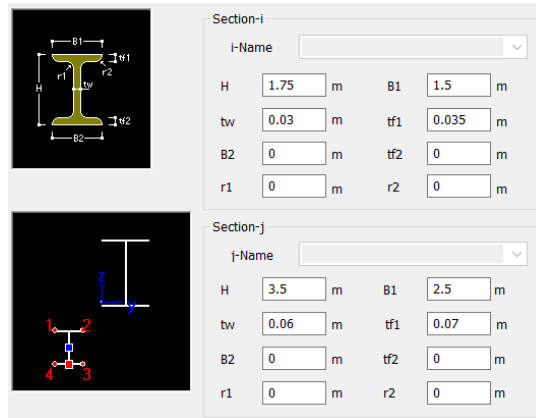 Section-i
i-Name
H 1.75 m B1 1.5 m
tw 0.03 m tf1 0.035 m
B2 0 m tf2 0 m
r1 0 m r2 0 m
B1
tf1
r1 r2
H tw
tf2
B2
Section-j
j-Name
H 3.5 m B1 2.5 m
tw 0.06 m tf1 0.07 m
B2 0 m tf2 0 m
r1 0 m r2 0 m
z
y
1 2
4 3